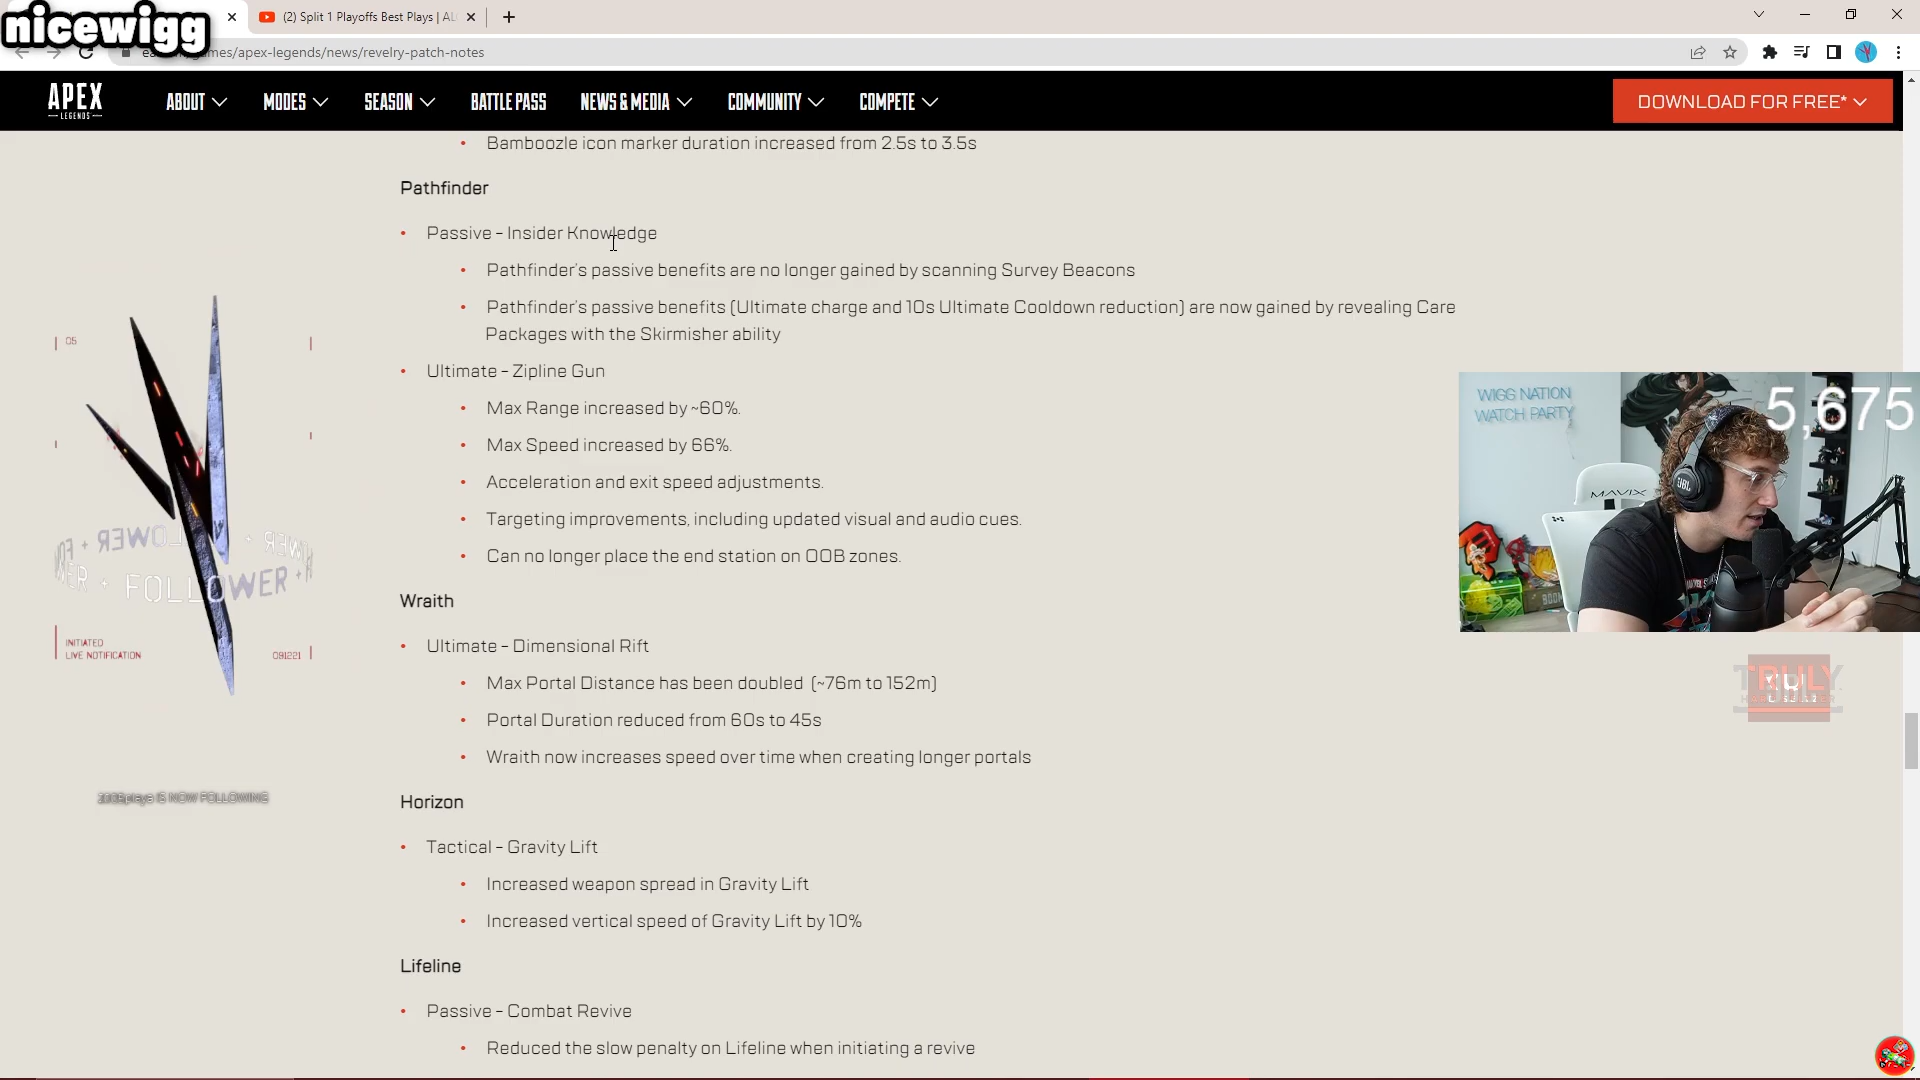 nicewigg
(2) Split 1 Playoffs Best Plays | AL
ames/apex-legends/news/revelry-patch-notes
APEX
LEGENDS
ABOUT MODES SEASON BATTLE PASS NEWS & MEDIA COMMUNITY COMPETE
DOWNLOAD FOR FREE*
• Bamboozle icon marker duration increased from 2.5s to 3.5s
Pathfinder
• Passive – Insider Knowledge
• Pathfinder's passive benefits are no longer gained by scanning Survey Beacons
• Pathfinder's passive benefits (Ultimate charge and 10s Ultimate Cooldown reduction) are now gained by revealing Care
Packages with the Skirmisher ability
• Ultimate – Zipline Gun
• Max Range increased by ~60%.
• Max Speed increased by 66%.
• Acceleration and exit speed adjustments.
• Targeting improvements, including updated visual and audio cues.
• Can no longer place the end station on OOB zones.
Wraith
• Ultimate – Dimensional Rift
• Max Portal Distance has been doubled (~76m to 152m)
• Portal Duration reduced from 60s to 45s
• Wraith now increases speed over time when creating longer portals
Horizon
• Tactical – Gravity Lift
• Increased weapon spread in Gravity Lift
• Increased vertical speed of Gravity Lift by 10%
Lifeline
• Passive – Combat Revive
• Reduced the slow penalty on Lifeline when initiating a revive
05
FOLLOWER
INITIATED
LIVE NOTIFICATION
091221
IS NOW FOLLOWING
WIGG NATION
WATCH PARTY
5,675
MAVIX
JBL
TRULY